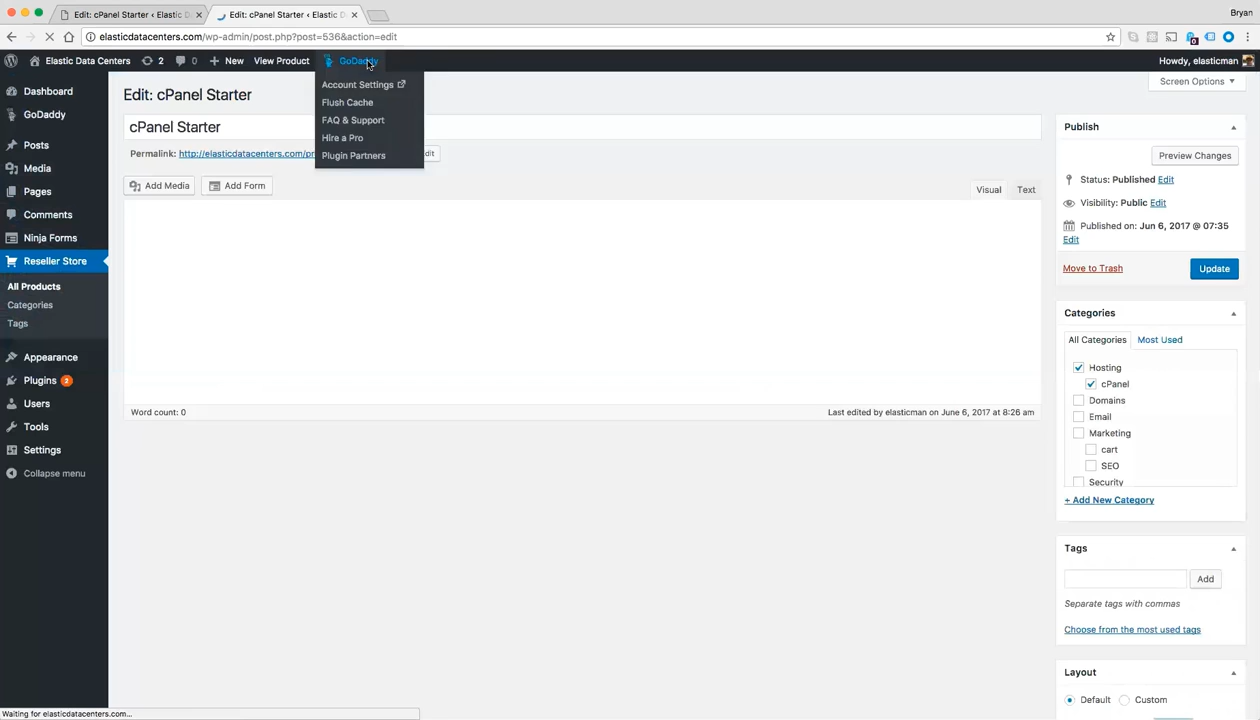 Edit: cPanel Starter ‹ Elastic D
Edit: cPanel Starter ‹ Elastic D
Bryan
elasticdatacenters.com/wp-admin/post.php?post=536&action=edit
0
Elastic Data Centers
2
0
New
View Product
GoDaddy
Howdy, elasticman
Account Settings
Flush Cache
FAQ & Support
Hire a Pro
Plugin Partners
Screen Options
Dashboard
GoDaddy
Posts
Media
Pages
Comments
Ninja Forms
Reseller Store
All Products
Categories
Tags
Appearance
Plugins 2
Users
Tools
Settings
Collapse menu
Edit: cPanel Starter
cPanel Starter
Permalink: http://elasticdatacenters.com/pr
dit
Add Media
Add Form
Visual
Text
Word count: 0
Last edited by elasticman on June 6, 2017 at 8:26 am
Publish
Preview Changes
Status: Published Edit
Visibility: Public Edit
Published on: Jun 6, 2017 @ 07:35
Edit
Move to Trash
Update
Categories
All Categories
Most Used
Hosting
cPanel
Domains
Email
Marketing
cart
SEO
Security
+ Add New Category
Tags
Add
Separate tags with commas
Choose from the most used tags
Layout
Default
Custom
Waiting for elasticdatacenters.com...